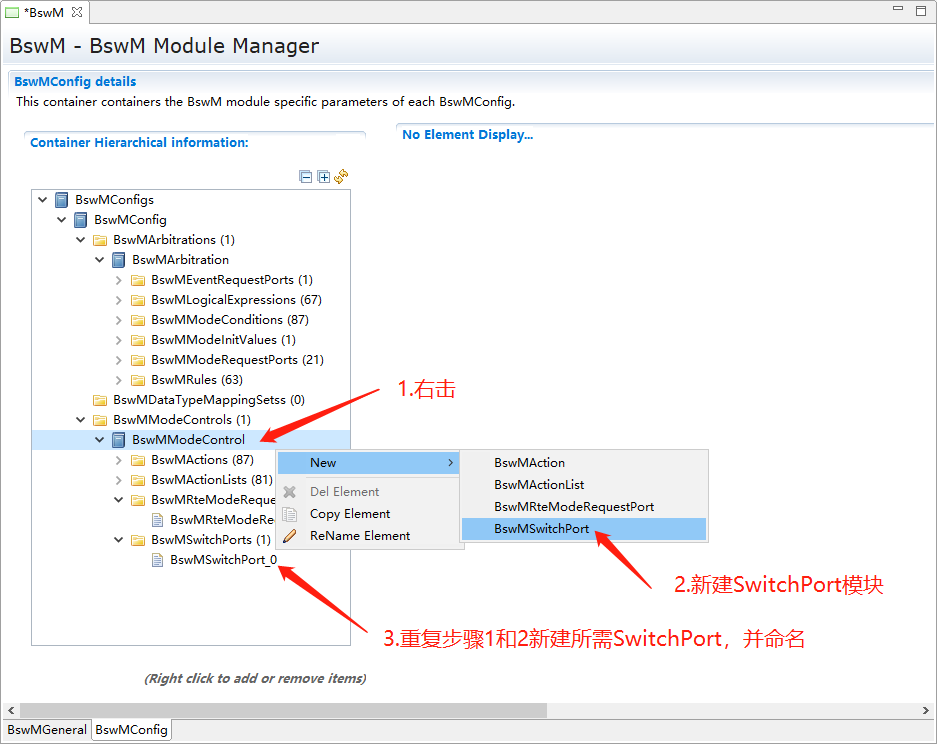 *BswM
BswM - BswM Module Manager
BswMConfig details
This container containers the BswM module specific parameters of each BswMConfig.
Container Hierarchical information:
No Element Display...
BswMConfigs
BswMConfig
BswMArbitrations (1)
BswMArbitration
BswMEventRequestPorts (1)
BswMLogicalExpressions (67)
BswMModeConditions (87)
BswMModeInitValues (1)
BswMModeRequestPorts (21)
BswMRules (63)
BswMDataTypeMappingSetss (0)
BswMModeControls (1)
BswMModeControl
BswMActions (87)
BswMActionLists (81)
BswMRteModeReque
BswMRteModeRe
BswMSwitchPorts (1)
BswMSwitchPort_0
1.右击
New
Del Element
Copy Element
ReName Element
BswMAction
BswMActionList
BswMRteModeRequestPort
BswMSwitchPort
2.新建SwitchPort模块
3.重复步骤1和2新建所需SwitchPort，并命名
(Right click to add or remove items)
BswMGeneral
BswMConfig